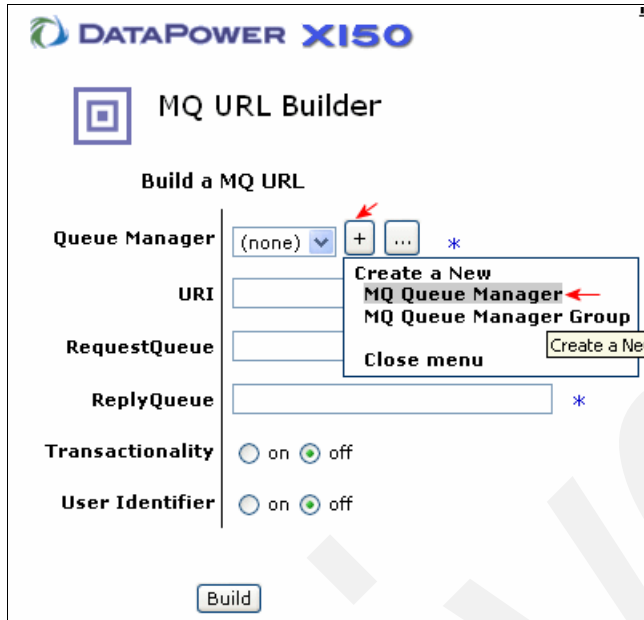 DATAPOWER XI50
MQ URL Builder
Build a MQ URL
Queue Manager (none) + ... *
Create a New
URI MQ Queue Manager
MQ Queue Manager Group
RequestQueue Create a Ne
Close menu
ReplyQueue *
Transactionality on off
User Identifier on off
Build